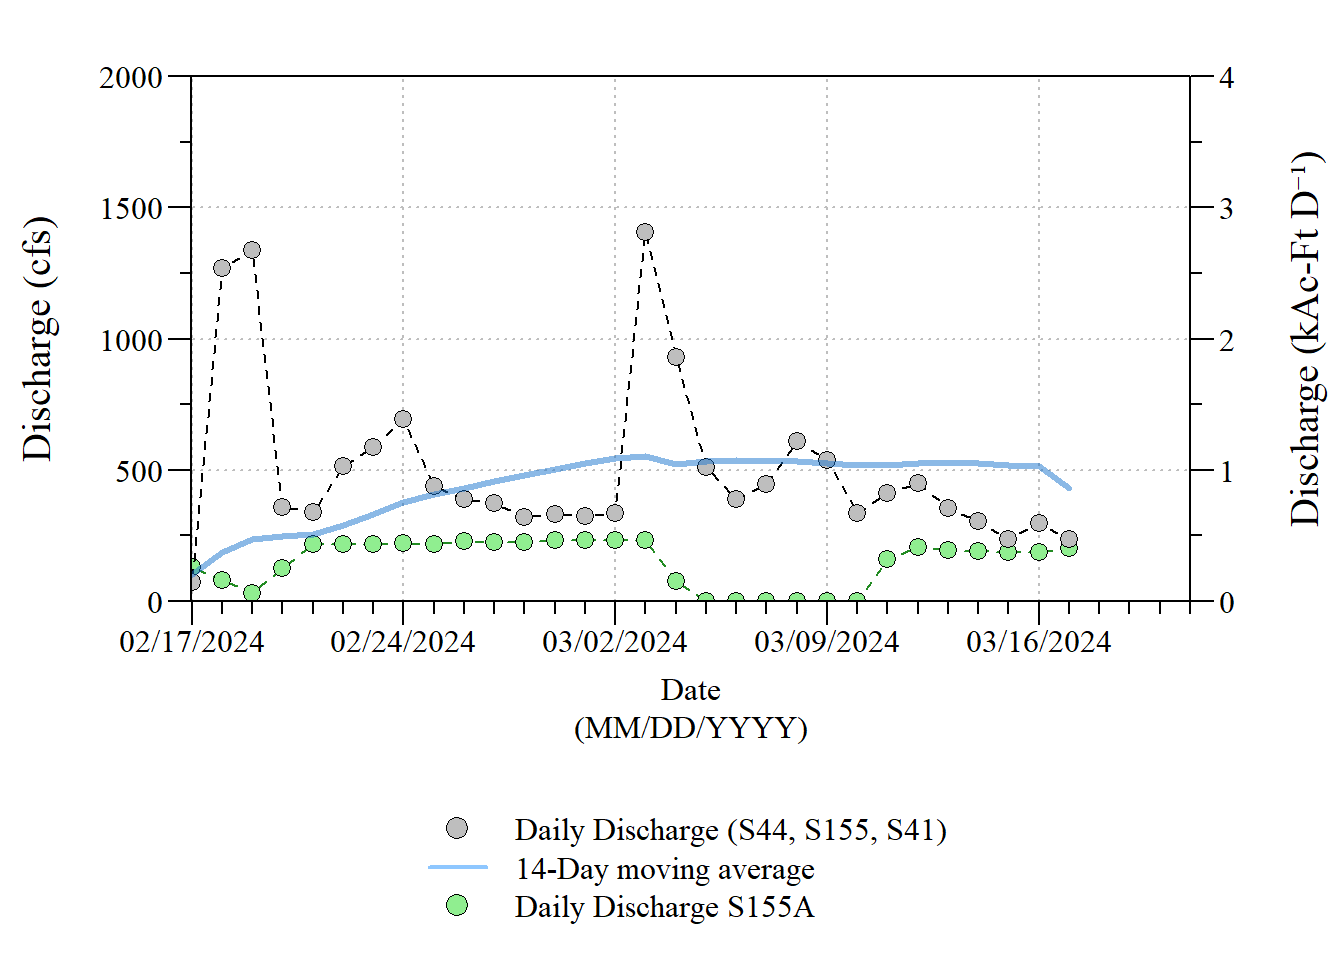 2000
1500
1000
500
0
Discharge (cfs)
4
3
2
1
0
Discharge (kAc-Ft D⁻¹)
02/17/2024 02/24/2024 03/02/2024 03/09/2024 03/16/2024
Date
(MM/DD/YYYY)
Daily Discharge (S44, S155, S41)
14-Day moving average
Daily Discharge S155A